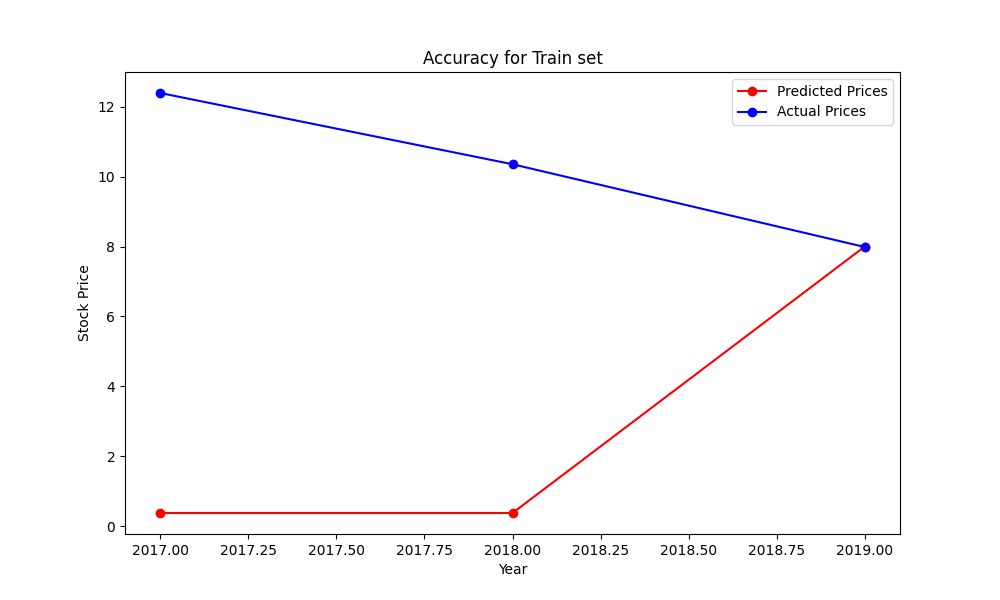 Accuracy for Train set
Predicted Prices
Actual Prices
Stock Price
12
10
8
6
4
2
0
2017.00 2017.25 2017.50 2017.75 2018.00 2018.25 2018.50 2018.75 2019.00
Year